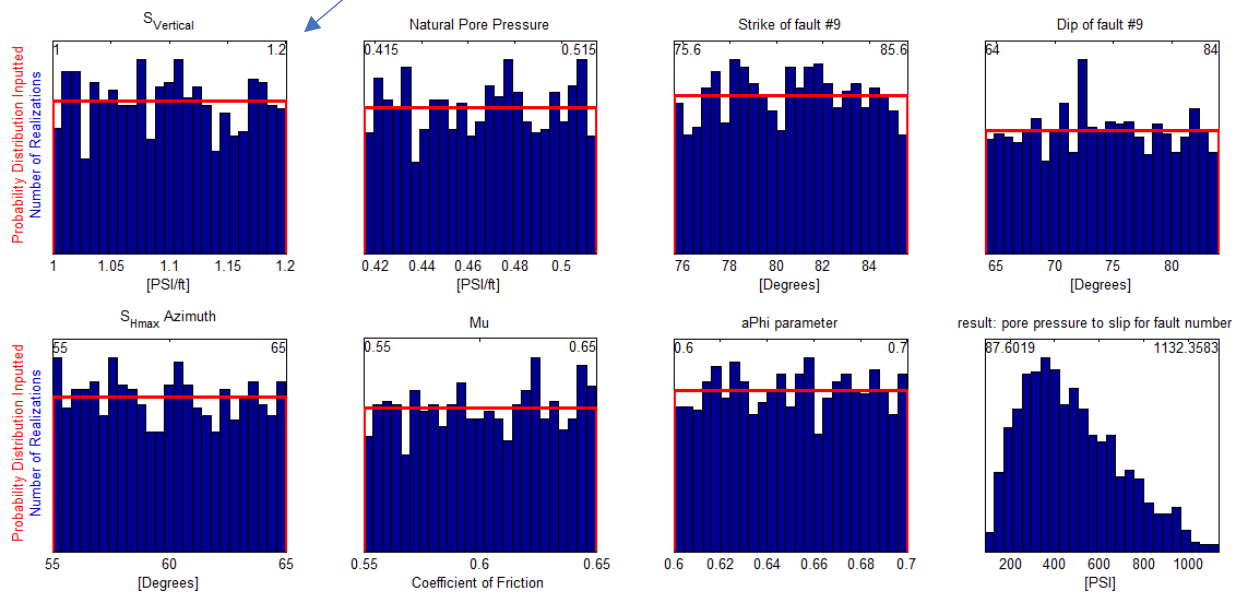 S_Vertical
1 1.2
1 1.05 1.1 1.15 1.2
[PSI/ft]
Natural Pore Pressure
0.415 0.515
0.42 0.44 0.46 0.48 0.5
[PSI/ft]
Strike of fault #9
75.6 85.6
76 78 80 82 84
[Degrees]
Dip of fault #9
64 84
65 70 75 80
[Degrees]
Probability Distribution Inputted
Number of Realizations
S_Hmax Azimuth
55 65
55 60 65
[Degrees]
Mu
0.55 0.65
0.55 0.6 0.65
Coefficient of Friction
aPhi parameter
0.6 0.7
0.6 0.62 0.64 0.66 0.68 0.7
result: pore pressure to slip for fault number
87.6019 1132.3583
200 400 600 800 1000
[PSI]
Probability Distribution Inputted
Number of Realizations